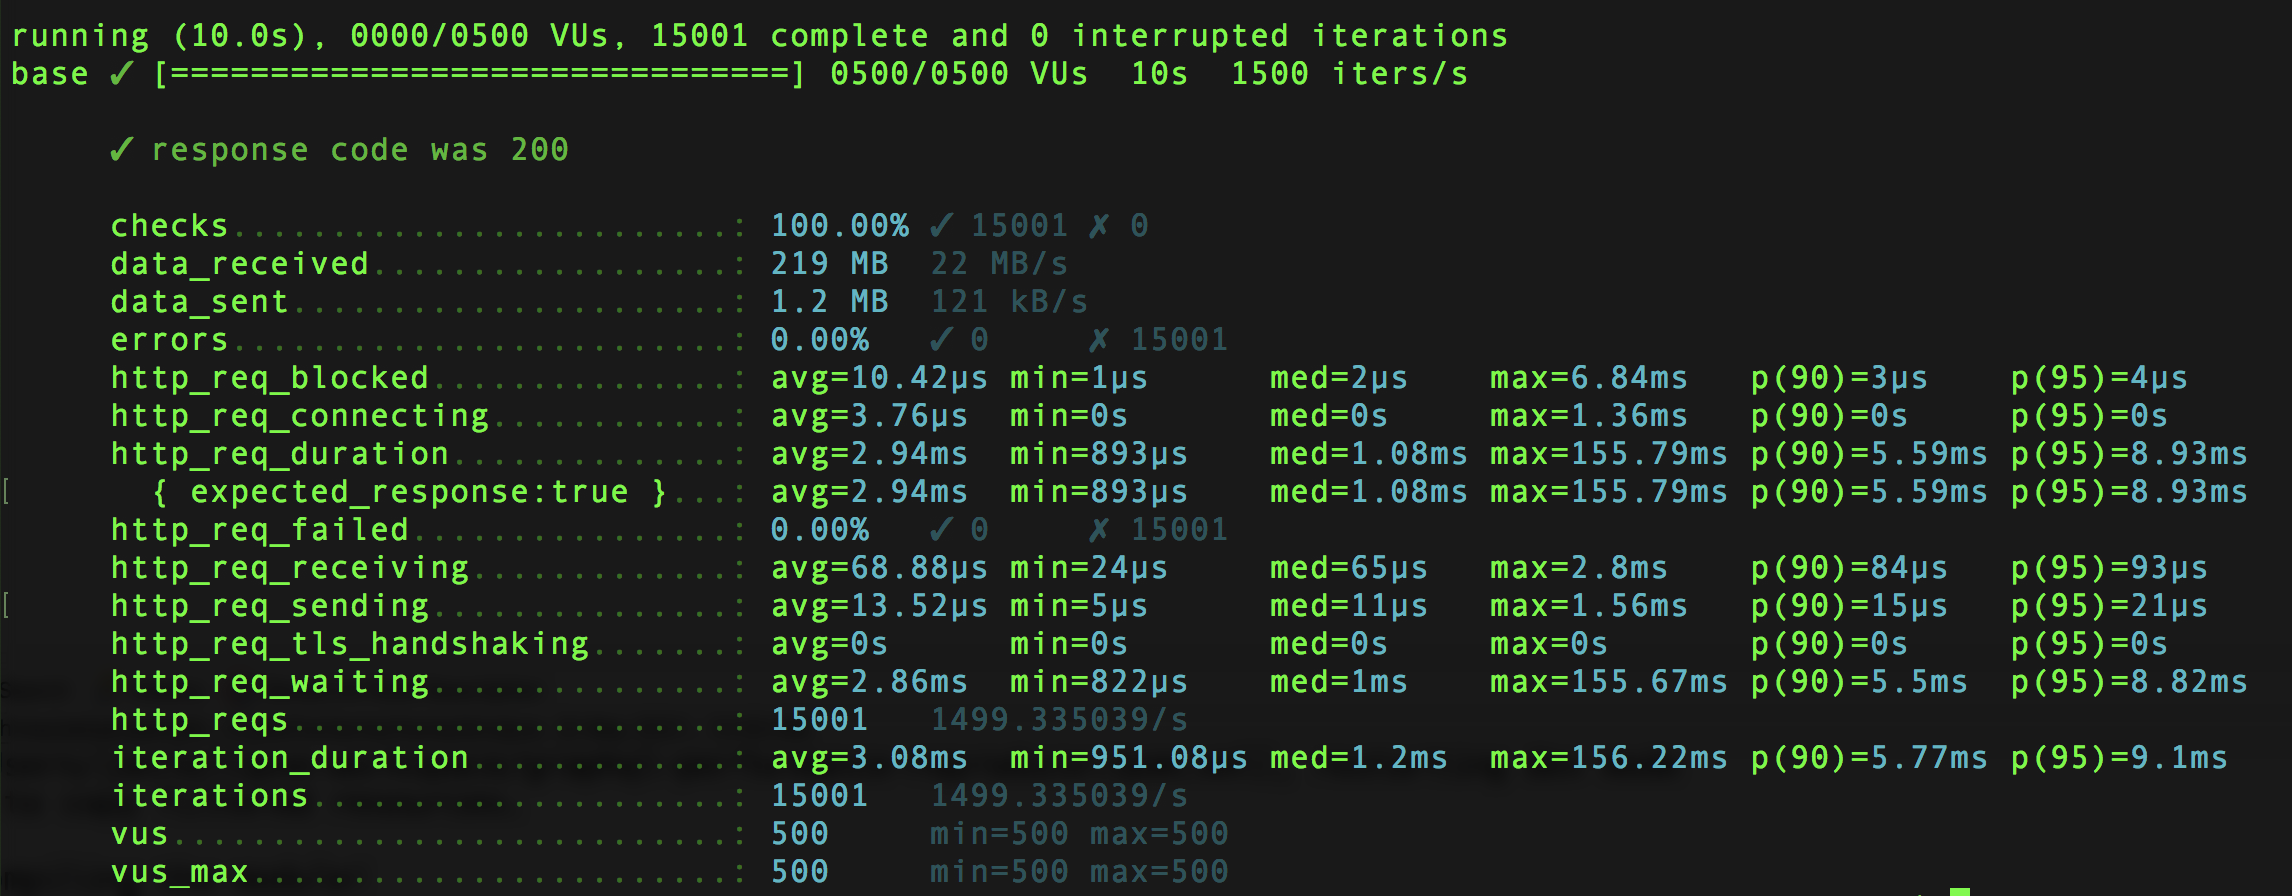 running (10.0s), 0000/0500 VUs, 15001 complete and 0 interrupted iterations
base ✓ [===============================] 0500/0500 VUs  10s  1500 iters/s
✓ response code was 200
checks.........................: 100.00% ✓ 15001 ✗ 0
data_received..................: 219 MB  22 MB/s
data_sent......................: 1.2 MB  121 kB/s
errors.........................: 0.00%   ✓ 0     ✗ 15001
http_req_blocked...............: avg=10.42µs min=1µs      med=2µs    max=6.84ms   p(90)=3µs    p(95)=4µs
http_req_connecting............: avg=3.76µs  min=0s       med=0s     max=1.36ms   p(90)=0s     p(95)=0s
http_req_duration..............: avg=2.94ms  min=893µs    med=1.08ms max=155.79ms p(90)=5.59ms p(95)=8.93ms
[ { expected_response:true }...: avg=2.94ms  min=893µs    med=1.08ms max=155.79ms p(90)=5.59ms p(95)=8.93ms
http_req_failed................: 0.00%   ✓ 0     ✗ 15001
http_req_receiving.............: avg=68.88µs min=24µs     med=65µs   max=2.8ms    p(90)=84µs   p(95)=93µs
[ http_req_sending...............: avg=13.52µs min=5µs      med=11µs   max=1.56ms   p(90)=15µs   p(95)=21µs
http_req_tls_handshaking.......: avg=0s      min=0s       med=0s     max=0s       p(90)=0s     p(95)=0s
http_req_waiting...............: avg=2.86ms  min=822µs    med=1ms    max=155.67ms p(90)=5.5ms  p(95)=8.82ms
http_reqs......................: 15001   1499.335039/s
iteration_duration.............: avg=3.08ms  min=951.08µs med=1.2ms  max=156.22ms p(90)=5.77ms p(95)=9.1ms
iterations.....................: 15001   1499.335039/s
vus............................: 500     min=500 max=500
vus_max........................: 500     min=500 max=500